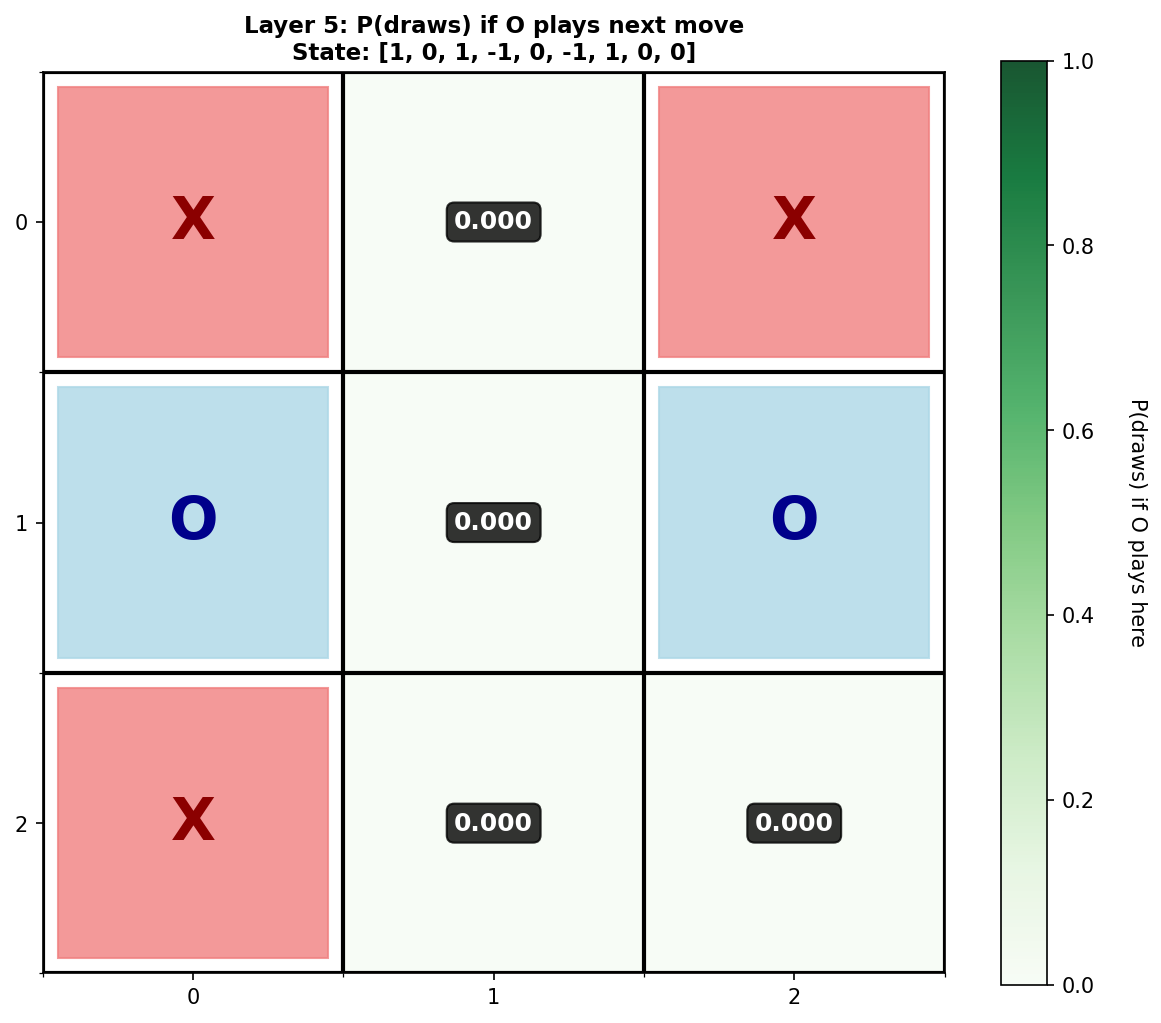 Layer 5: P(draws) if O plays next move
State: [1, 0, 1, -1, 0, -1, 1, 0, 0]
1.0
0.8
0.6
0.4
0.2
0.0
P(draws) if O plays here
0
X
0.000
X
1
O
0.000
O
2
X
0.000
0.000
0
1
2